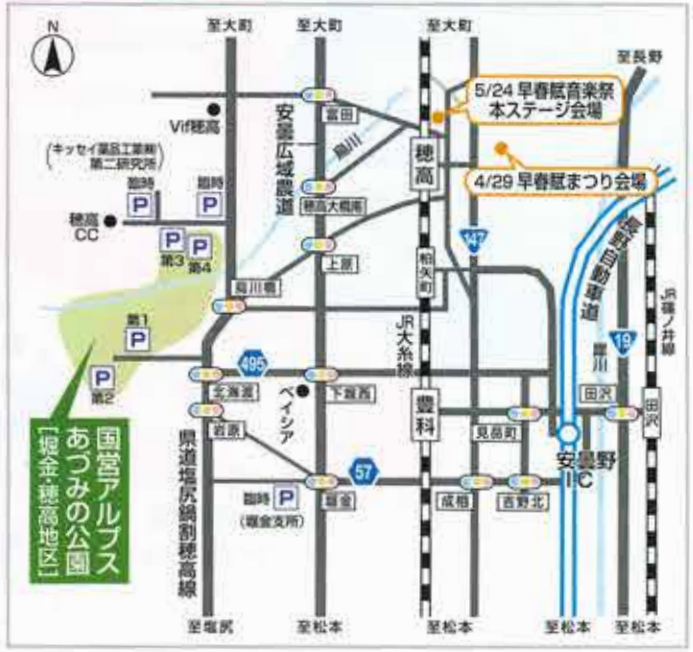 N
至大町
至大町
至大町
至長野
5/24 早春賦音楽祭
本ステージ会場
4/29 早春賦まつり会場
Vif穂高
(キッセイ薬品工業㈱
第二研究所)
臨時
P
臨時
P
穂高
CC
P
第3
P
第4
安曇広域農道
富田
烏川
穂高大橋南
上原
烏川橋
穂高
柏矢町
147
長野自動車道
JR篠ノ井線
JR大糸線
犀川
19
第1
P
P
第2
495
北海渡
ベイシア
下堀西
豊科
田沢
田沢
見岩町
岩原
県道塩尻鍋割穂高線
57
安曇野
IC
臨時
P
(堀金支所)
堀金
成相
吉野北
国営アルプス
あづみの公園
[堀金・穂高地区]
至塩尻
至松本
至松本
至松本
至松本